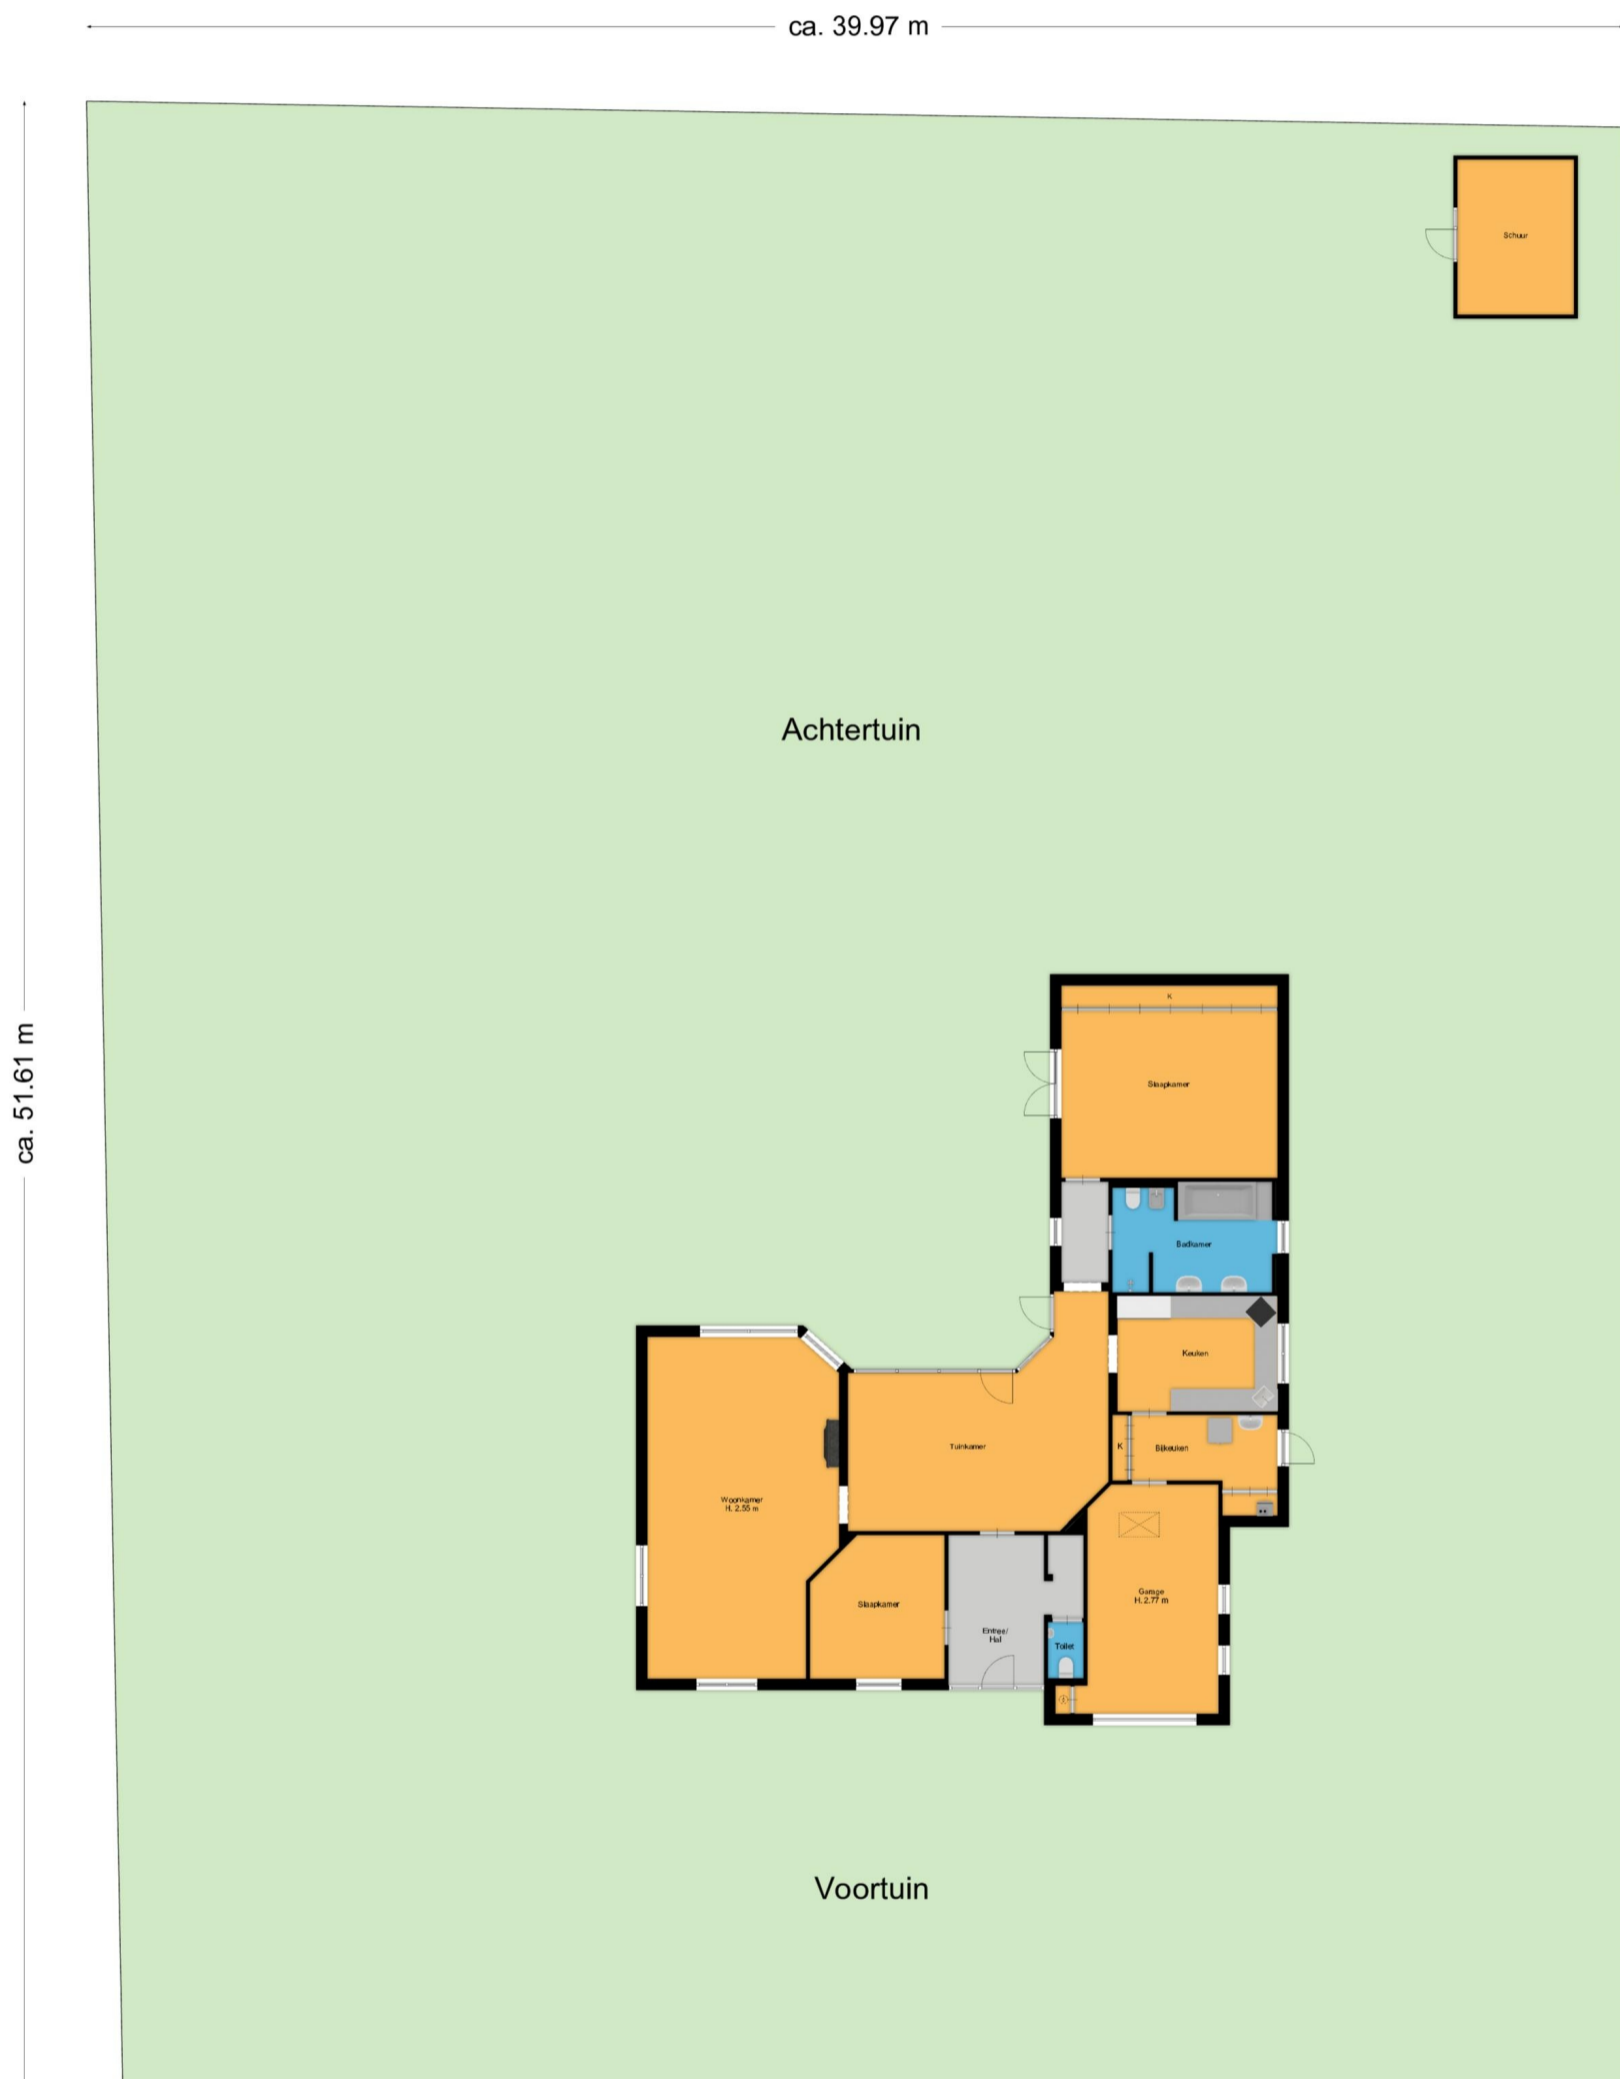 ca. 39.97 m
Schuur
Achtertuin
ca. 51.61 m
K
Slaapkamer
Badkamer
Keuken
Tuinkamer
K
Bijkeuken
Woonkamer
H. 2.55 m
Garage
H. 2.77 m
Slaapkamer
Entree/
Hal
Toilet
Voortuin